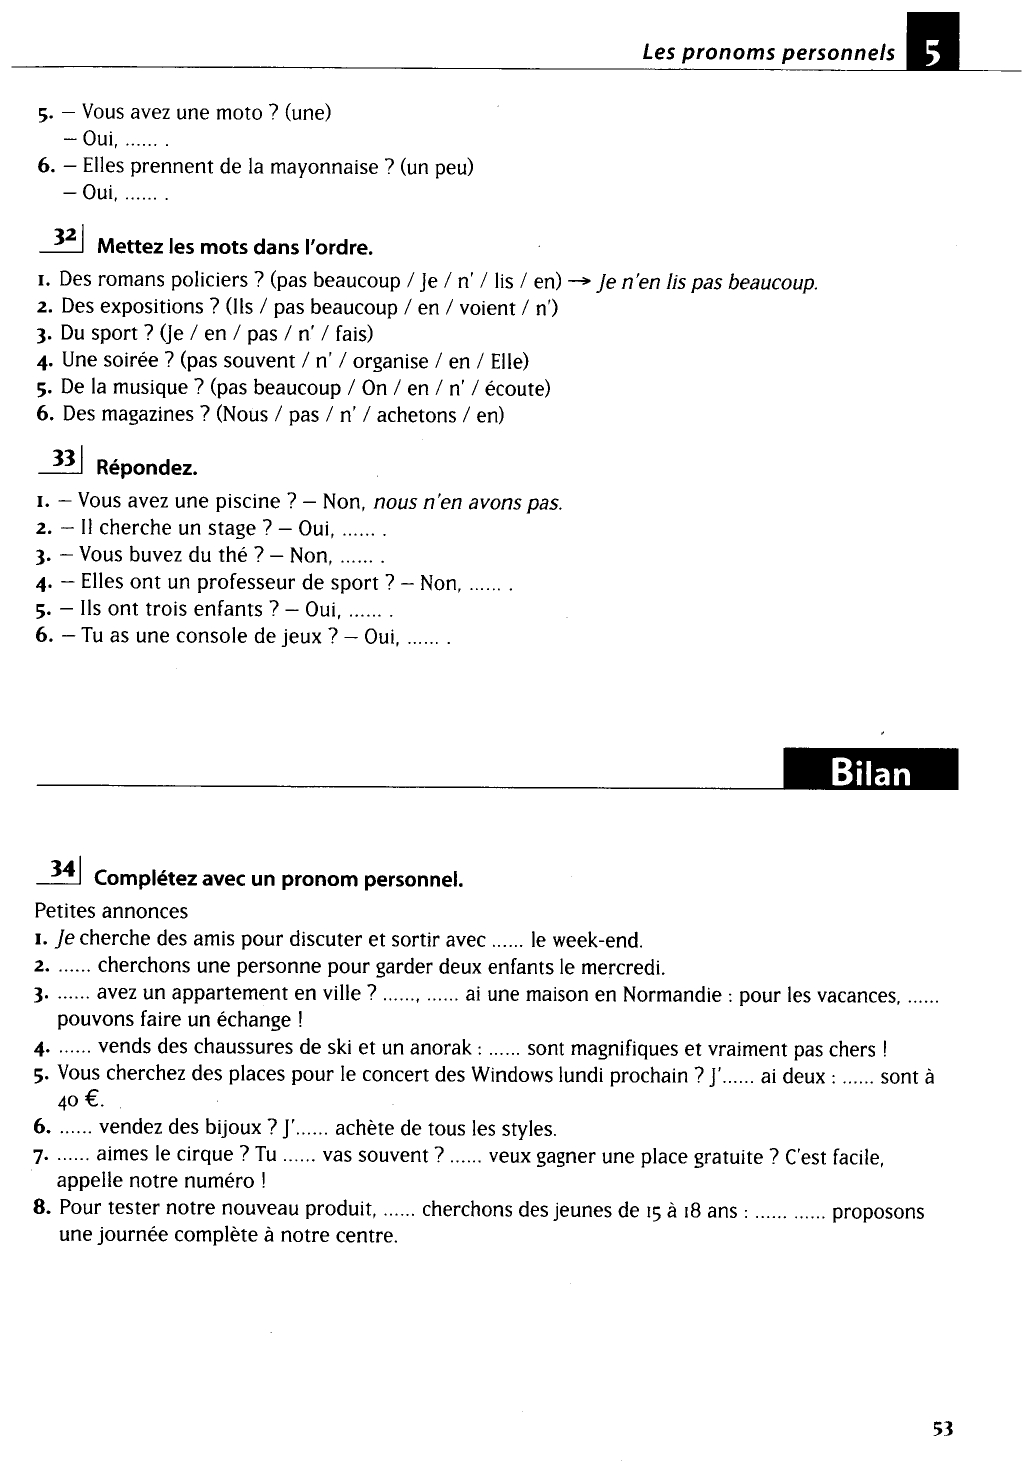 Les pronoms personnels 5
5. – Vous avez une moto ? (une)
– Oui, ...... .
6. – Elles prennent de la mayonnaise ? (un peu)
– Oui, ...... .
32 Mettez les mots dans l'ordre.
1. Des romans policiers ? (pas beaucoup / Je / n' / lis / en) → Je n'en lis pas beaucoup.
2. Des expositions ? (Ils / pas beaucoup / en / voient / n')
3. Du sport ? (Je / en / pas / n' / fais)
4. Une soirée ? (pas souvent / n' / organise / en / Elle)
5. De la musique ? (pas beaucoup / On / en / n' / écoute)
6. Des magazines ? (Nous / pas / n' / achetons / en)
33 Répondez.
1. – Vous avez une piscine ? – Non, nous n'en avons pas.
2. – Il cherche un stage ? – Oui, ...... .
3. – Vous buvez du thé ? – Non, ...... .
4. – Elles ont un professeur de sport ? – Non, ...... .
5. – Ils ont trois enfants ? – Oui, ...... .
6. – Tu as une console de jeux ? – Oui, ...... .
Bilan
34 Complétez avec un pronom personnel.
Petites annonces
1. Je cherche des amis pour discuter et sortir avec ...... le week-end.
2. ...... cherchons une personne pour garder deux enfants le mercredi.
3. ...... avez un appartement en ville ? ......, ...... ai une maison en Normandie : pour les vacances, ......
pouvons faire un échange !
4. ...... vends des chaussures de ski et un anorak : ...... sont magnifiques et vraiment pas chers !
5. Vous cherchez des places pour le concert des Windows lundi prochain ? J'...... ai deux : ...... sont à
40 €.
6. ...... vendez des bijoux ? J'...... achète de tous les styles.
7. ...... aimes le cirque ? Tu ...... vas souvent ? ...... veux gagner une place gratuite ? C'est facile,
appelle notre numéro !
8. Pour tester notre nouveau produit, ...... cherchons des jeunes de 15 à 18 ans : ...... ...... proposons
une journée complète à notre centre.
53